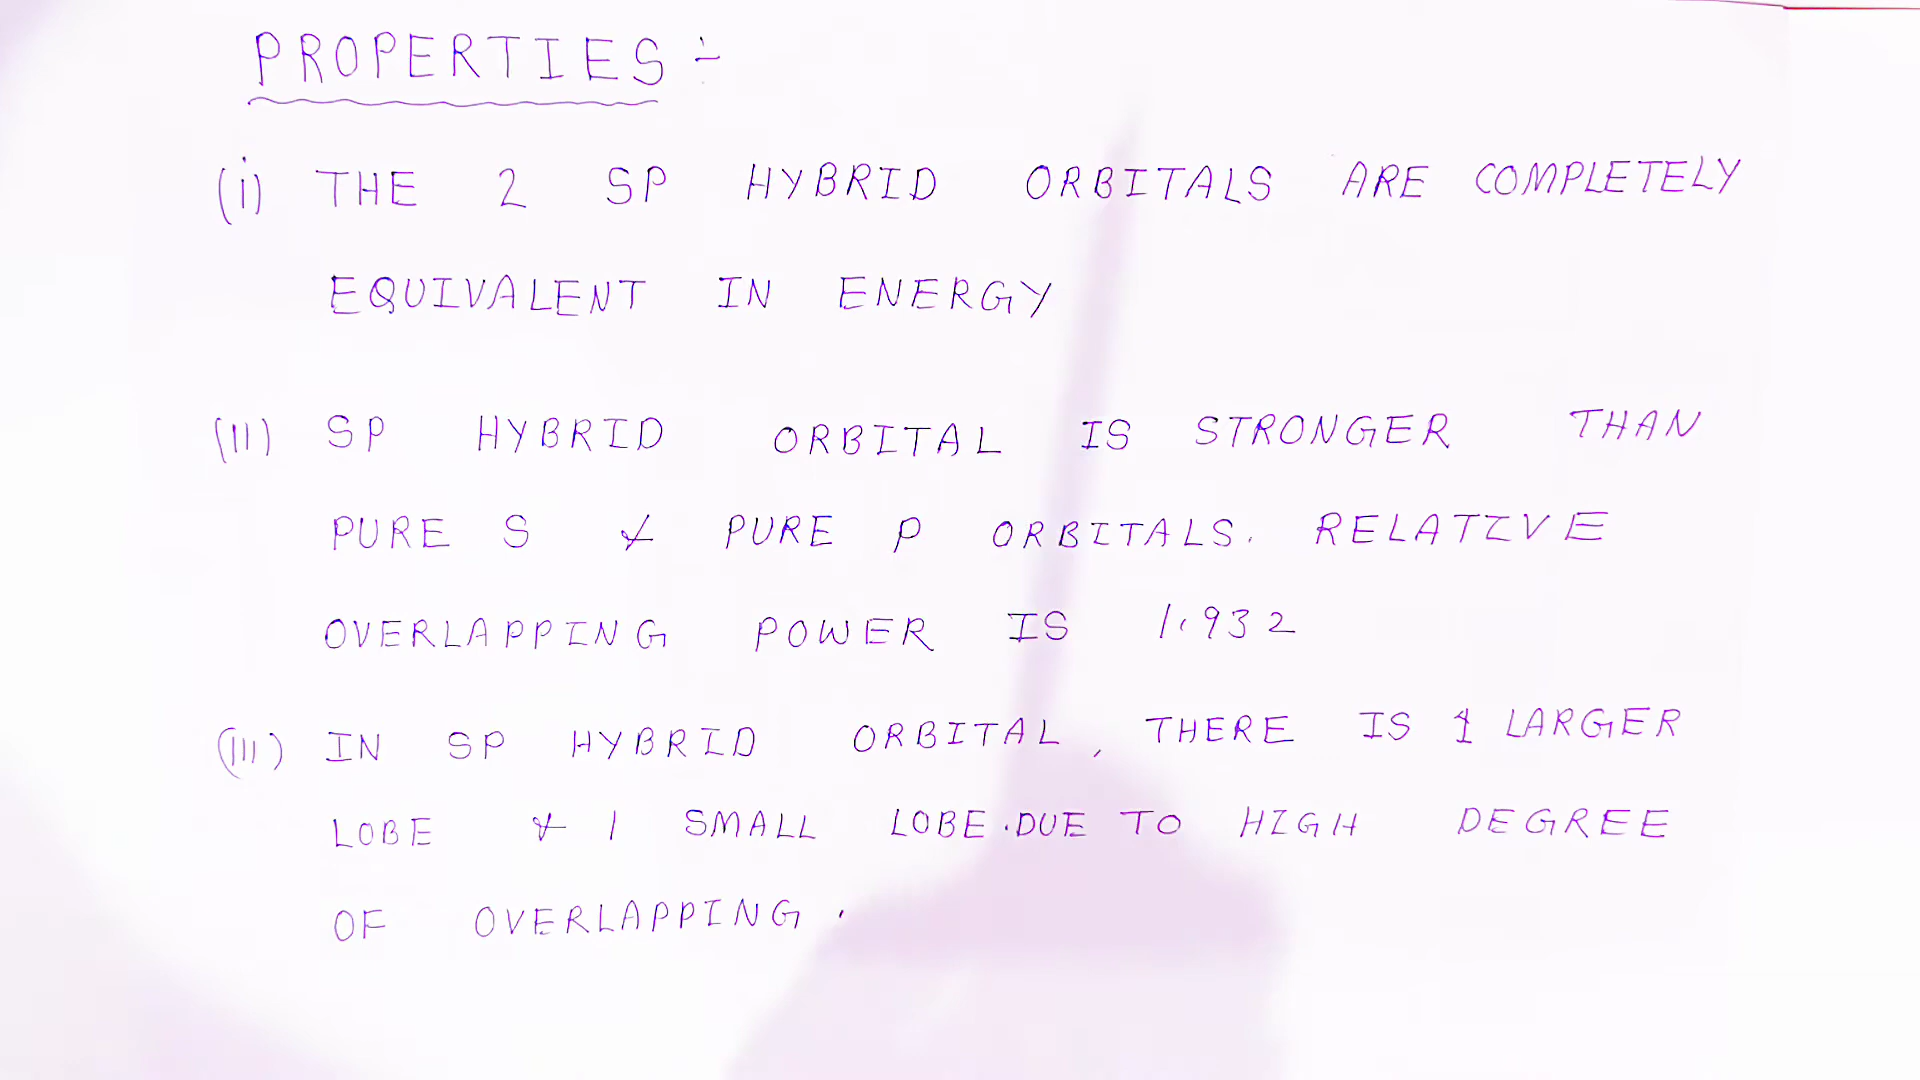 PROPERTIES :-
(i) THE 2 SP HYBRID ORBITALS ARE COMPLETELY
EQUIVALENT IN ENERGY
(II) SP HYBRID ORBITAL IS STRONGER THAN
PURE S & PURE P ORBITALS. RELATIVE
OVERLAPPING POWER IS 1.932
(III) IN SP HYBRID ORBITAL, THERE IS 1 LARGER
LOBE & 1 SMALL LOBE. DUE TO HIGH DEGREE
OF OVERLAPPING.